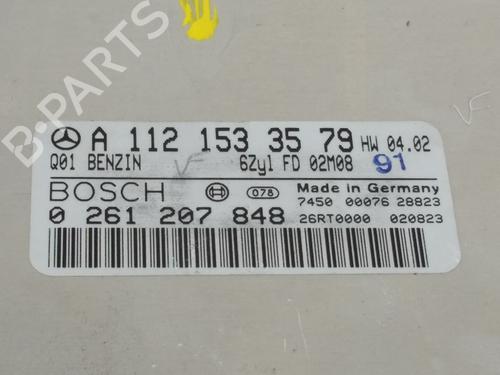 A 112 153 35 79 HW 04.02
Q01 BENZIN 6Zyl FD 02M08 91
BOSCH 078 Made in Germany
7450 00076 28823
0 261 207 848 26RT0000 020823
B-PARTS